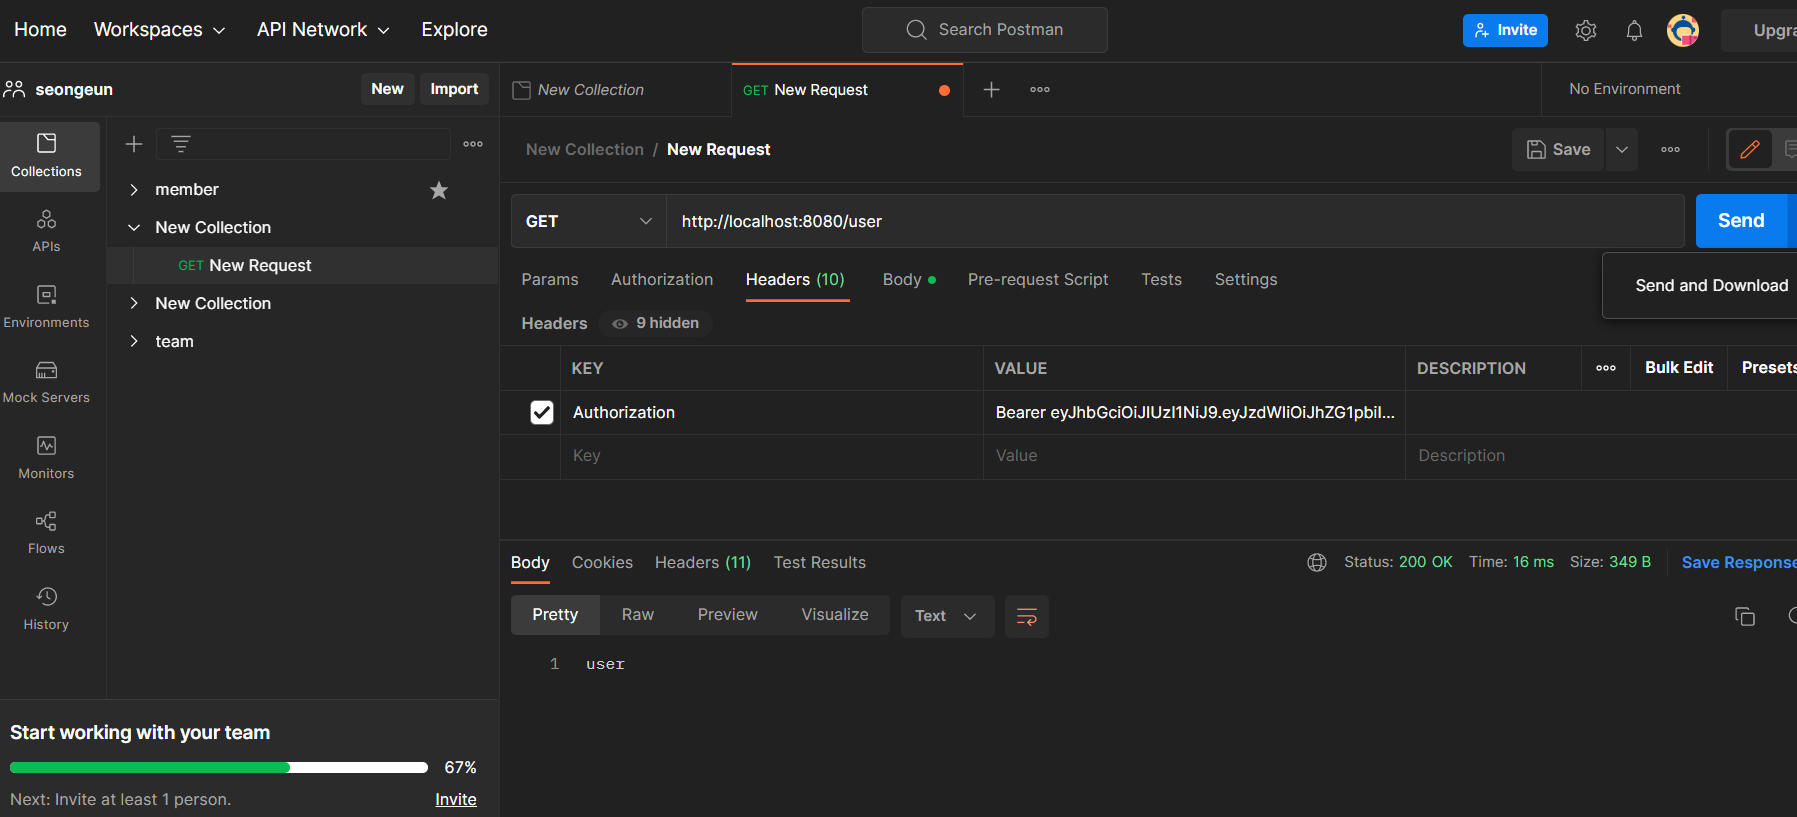 Home Workspaces API Network Explore Search Postman Invite Upgra
seongeun New Import New Collection GET New Request No Environment
Collections
APIs
Environments
Mock Servers
Monitors
Flows
History
member
New Collection
GET New Request
New Collection
team
Start working with your team
67%
Next: Invite at least 1 person. Invite
New Collection / New Request Save
GET http://localhost:8080/user Send
Send and Download
Params Authorization Headers (10) Body Pre-request Script Tests Settings
Headers 9 hidden
KEY VALUE DESCRIPTION Bulk Edit Presets
Authorization Bearer eyJhbGciOiJIUzI1NiJ9.eyJzdWIiOiJhZG1pbiI...
Key Value Description
Body Cookies Headers (11) Test Results Status: 200 OK Time: 16 ms Size: 349 B Save Response
Pretty Raw Preview Visualize Text
1 user